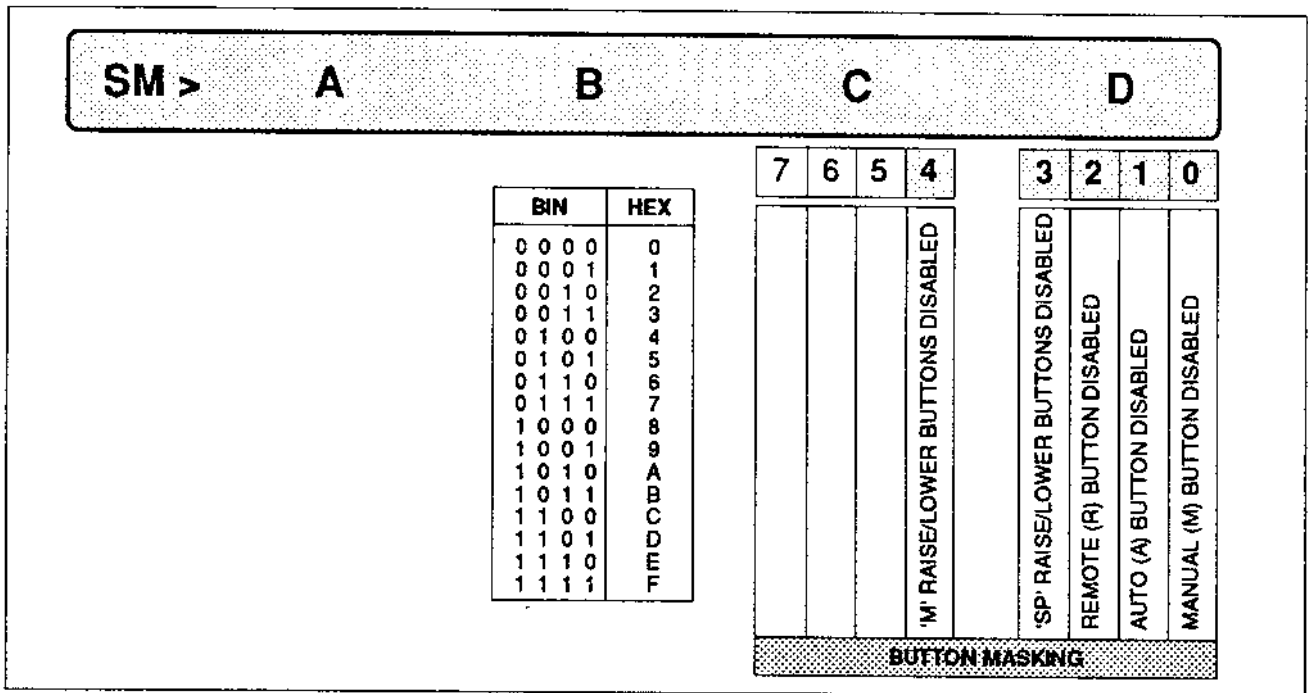 SM > A B C D
7 6 5 4 3 2 1 0
BIN HEX
0 0 0 0 0
0 0 0 1 1
0 0 1 0 2
0 0 1 1 3
0 1 0 0 4
0 1 0 1 5
0 1 1 0 6
0 1 1 1 7
1 0 0 0 8
1 0 0 1 9
1 0 1 0 A
1 0 1 1 B
1 1 0 0 C
1 1 0 1 D
1 1 1 0 E
1 1 1 1 F
'M' RAISE/LOWER BUTTONS DISABLED
'SP' RAISE/LOWER BUTTONS DISABLED
REMOTE (R) BUTTON DISABLED
AUTO (A) BUTTON DISABLED
MANUAL (M) BUTTON DISABLED
BUTTON MASKING